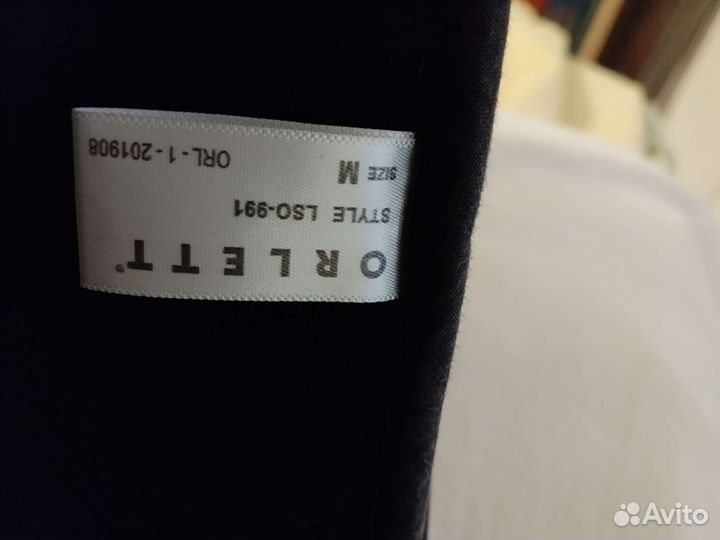 ORLETT®
STYLE LSO-991
SIZE M
ORL - 1 - 201908
Avito